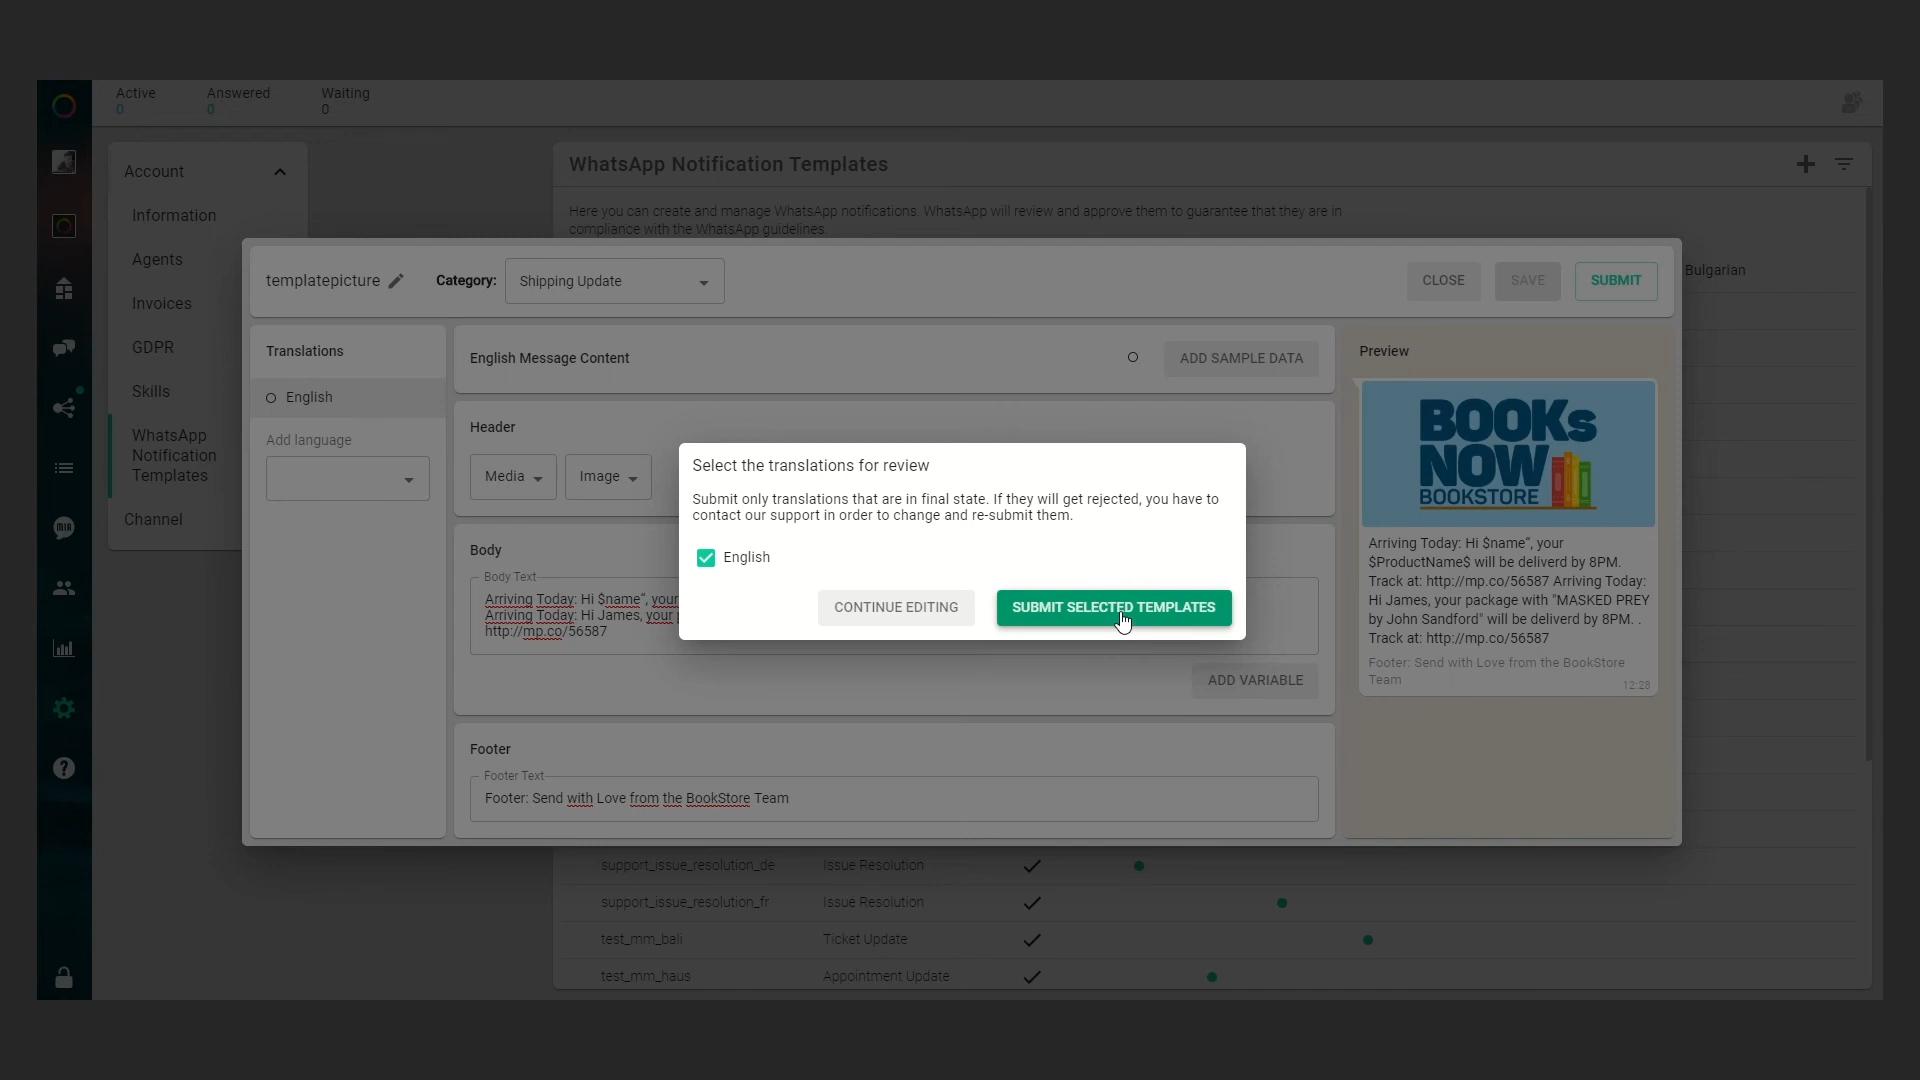 Active
0
Answered
0
Waiting
0
Account
Information
Agents
Invoices
GDPR
Skills
WhatsApp
Notification
Templates
Channel
MIA
WhatsApp Notification Templates
Here you can create and manage WhatsApp notifications. WhatsApp will review and approve them to guarantee that they are in
compliance with the WhatsApp guidelines.
Bulgarian
templatepicture
Category:
Shipping Update
CLOSE
SAVE
SUBMIT
Translations
English
Add language
English Message Content
ADD SAMPLE DATA
Header
Media
Image
Body
Body Text
Arriving Today: Hi $name", your
Arriving Today: Hi James, your
http://mp.co/56587
ADD VARIABLE
Footer
Footer Text
Footer: Send with Love from the BookStore Team
Select the translations for review
Submit only translations that are in final state. If they will get rejected, you have to
contact our support in order to change and re-submit them.
English
CONTINUE EDITING
SUBMIT SELECTED TEMPLATES
Preview
BOOKs
NOW
BOOKSTORE
Arriving Today: Hi $name", your
$ProductName$ will be deliverd by 8PM.
Track at: http://mp.co/56587 Arriving Today:
Hi James, your package with "MASKED PREY
by John Sandford" will be deliverd by 8PM. .
Track at: http://mp.co/56587
Footer: Send with Love from the BookStore
Team
12:28
support_issue_resolution_de
Issue Resolution
support_issue_resolution_fr
Issue Resolution
test_mm_bali
Ticket Update
test_mm_haus
Appointment Update